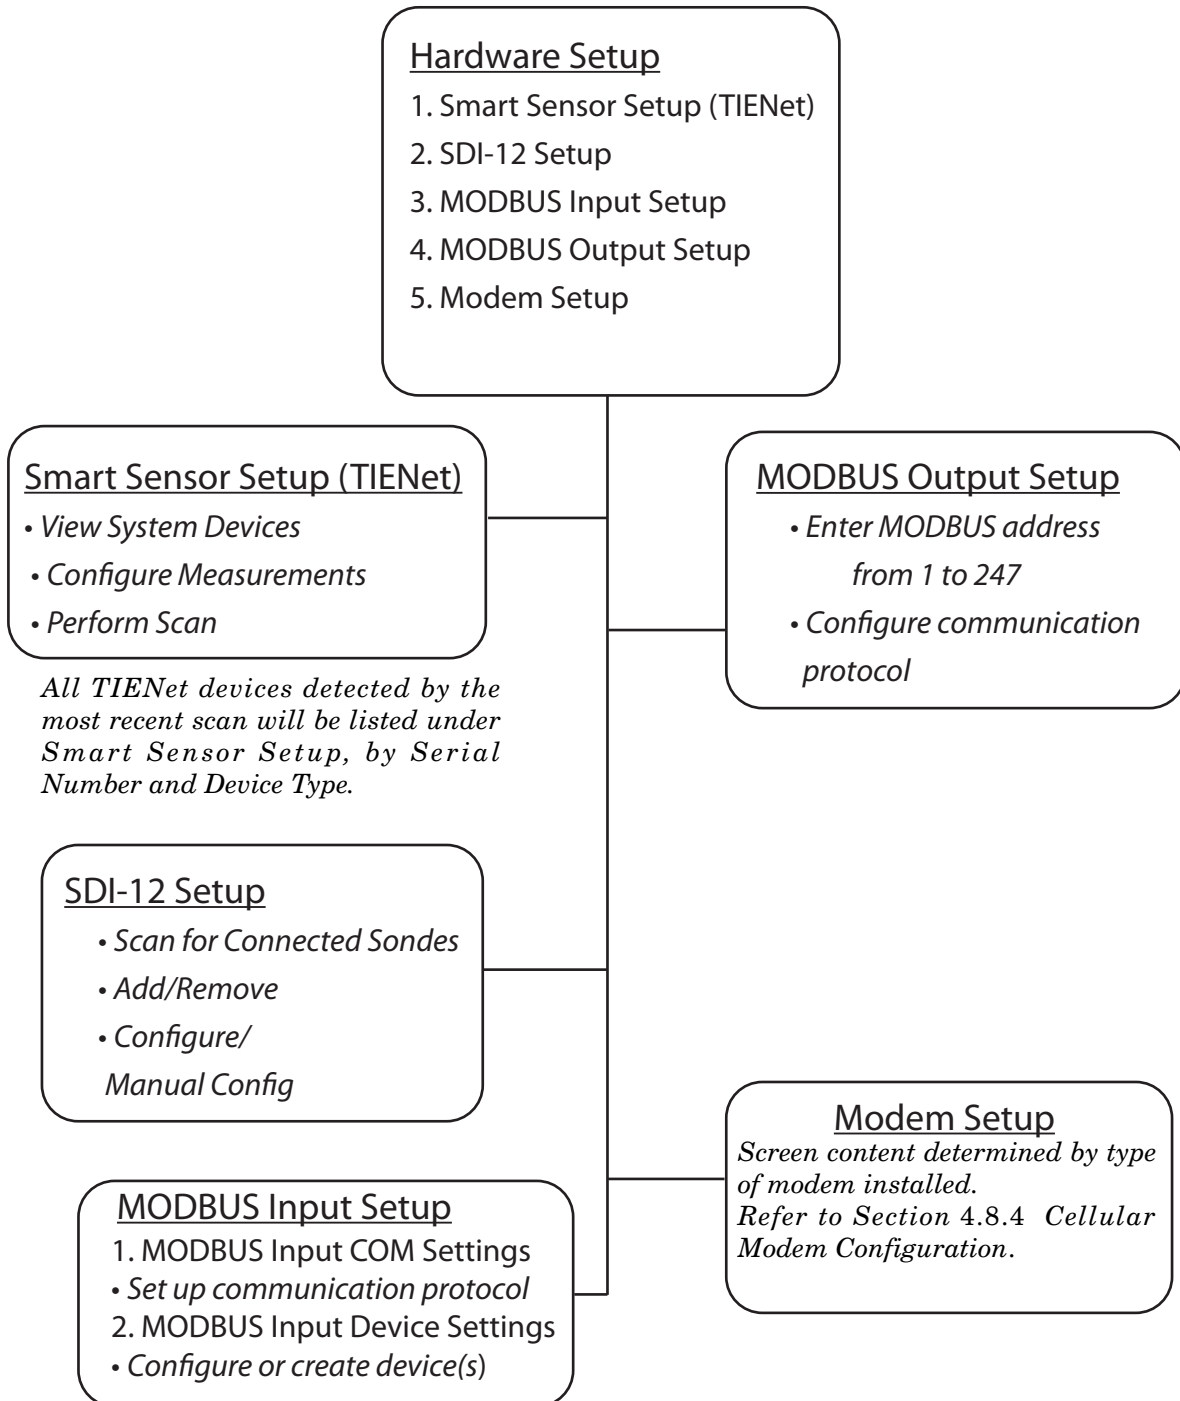 Hardware Setup
1. Smart Sensor Setup (TIENet)
2. SDI-12 Setup
3. MODBUS Input Setup
4. MODBUS Output Setup
5. Modem Setup
Smart Sensor Setup (TIENet)
• View System Devices
• Configure Measurements
• Perform Scan
All TIENet devices detected by the
most recent scan will be listed under
Smart Sensor Setup, by Serial
Number and Device Type.
MODBUS Output Setup
• Enter MODBUS address
from 1 to 247
• Configure communication
protocol
SDI-12 Setup
• Scan for Connected Sondes
• Add/Remove
• Configure/
Manual Config
Modem Setup
Screen content determined by type
of modem installed.
Refer to Section 4.8.4 Cellular
Modem Configuration.
MODBUS Input Setup
1. MODBUS Input COM Settings
• Set up communication protocol
2. MODBUS Input Device Settings
• Configure or create device(s)